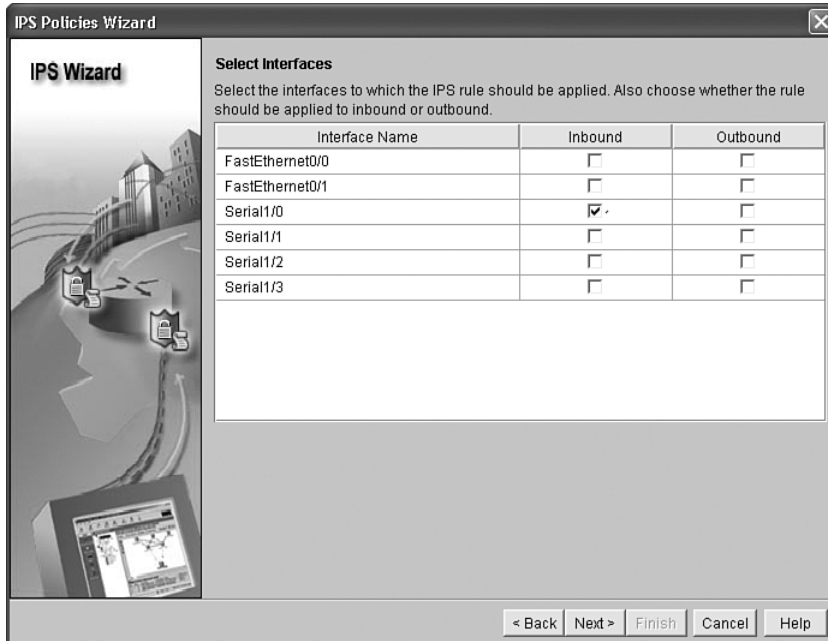 IPS Policies Wizard
IPS Wizard
Select Interfaces
Select the interfaces to which the IPS rule should be applied. Also choose whether the rule
should be applied to inbound or outbound.
Interface Name Inbound Outbound
FastEthernet0/0
FastEthernet0/1
Serial1/0
Serial1/1
Serial1/2
Serial1/3
< Back Next > Finish Cancel Help